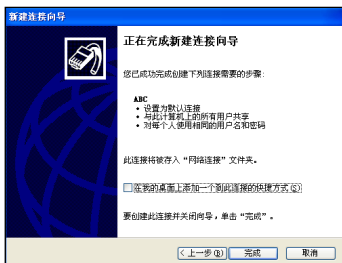 新建连接向导
正在完成新建连接向导
您已成功完成创建下列连接需要的步骤:
ABC
• 设置为默认连接
• 与此计算机上的所有用户共享
• 对每个人使用相同的用户名和密码
此连接将被存入“网络连接”文件夹。
在我的桌面上添加一个到此连接的快捷方式(S)
要创建此连接并关闭向导,单击“完成”。
< 上一步(B)
完成
取消